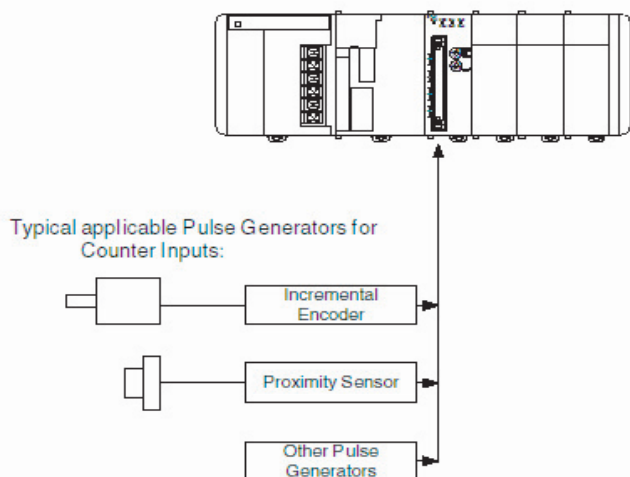 Typical applicable Pulse Generators for
Counter Inputs:
Incremental
Encoder
Proximity Sensor
Other Pulse
Generators